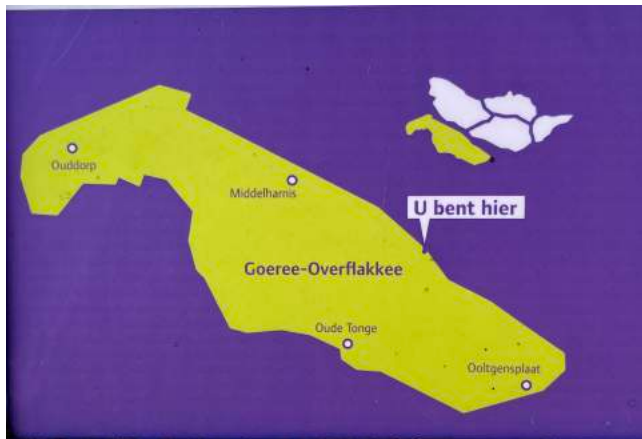 Ouddorp
Middelharnis
U bent hier
Goeree-Overflakkee
Oude Tonge
Ooltgensplaat